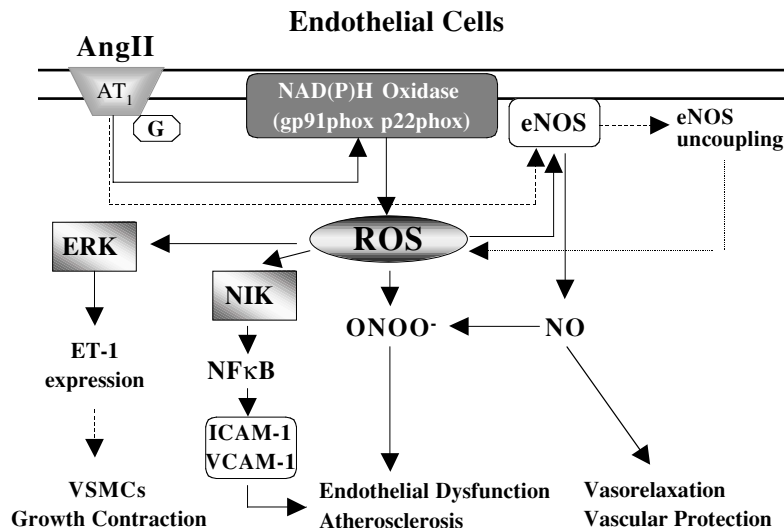 Endothelial Cells
AngII
AT1
G
NAD(P)H Oxidase
(gp91phox p22phox)
eNOS
eNOS
uncoupling
ROS
ERK
NIK
ONOO-
NO
ET-1
expression
NFκB
ICAM-1
VCAM-1
VSMCs
Growth Contraction
Endothelial Dysfunction
Atherosclerosis
Vasorelaxation
Vascular Protection